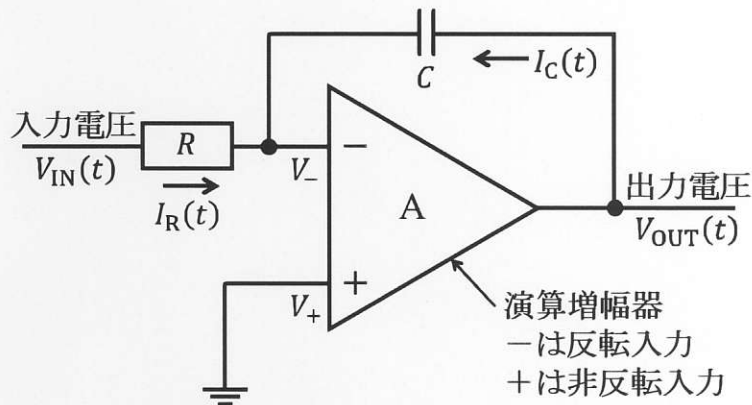 C
I_C(t)
入力電圧
V_IN(t)
R
I_R(t)
V_−
−
A
V_+
+
出力電圧
V_OUT(t)
演算増幅器
−は反転入力
+は非反転入力